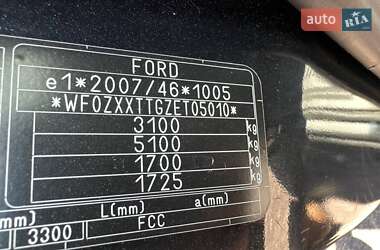 auto RIA.com
FORD
e1*2007/46*1005
*WF0ZXXTTGZET05010*
3100 kg
5100 kg
1700 kg
1725 kg
(mm) L(mm) a(mm)
3300 FCC